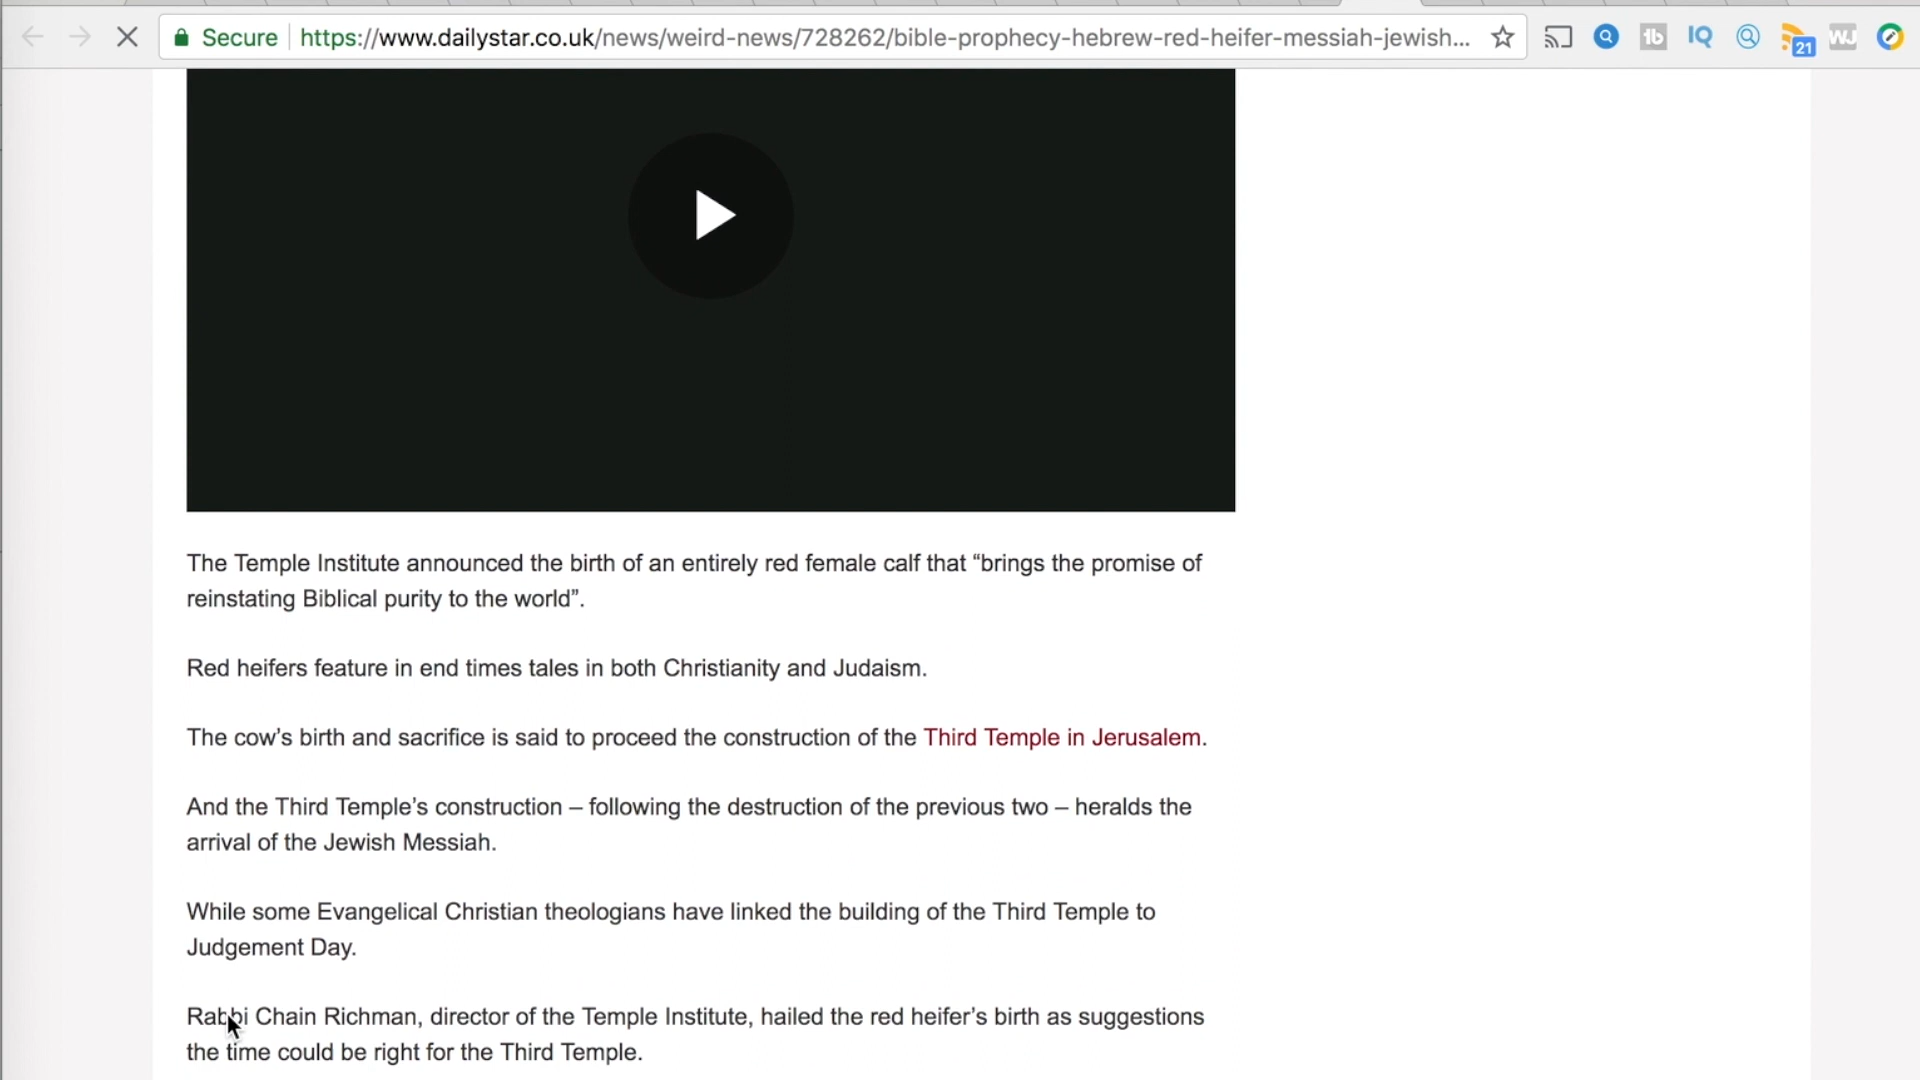 Secure https://www.dailystar.co.uk/news/weird-news/728262/bible-prophecy-hebrew-red-heifer-messiah-jewish... tb IQ 21 WJ
The Temple Institute announced the birth of an entirely red female calf that “brings the promise of
reinstating Biblical purity to the world”.
Red heifers feature in end times tales in both Christianity and Judaism.
The cow’s birth and sacrifice is said to proceed the construction of the Third Temple in Jerusalem.
And the Third Temple’s construction – following the destruction of the previous two – heralds the
arrival of the Jewish Messiah.
While some Evangelical Christian theologians have linked the building of the Third Temple to
Judgement Day.
Rabbi Chain Richman, director of the Temple Institute, hailed the red heifer’s birth as suggestions
the time could be right for the Third Temple.